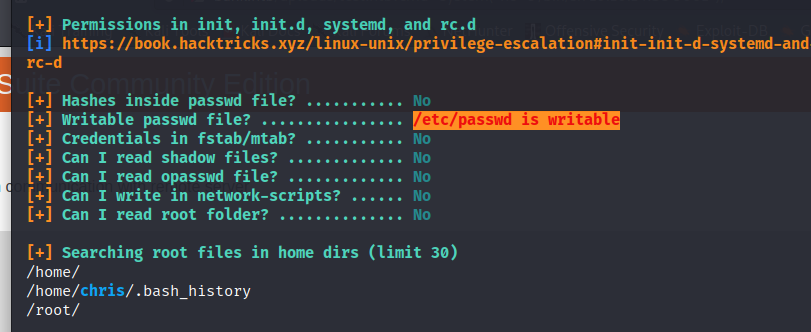 [+] Permissions in init, init.d, systemd, and rc.d
[i] https://book.hacktricks.xyz/linux-unix/privilege-escalation#init-init-d-systemd-and-
rc-d
Suite Community Edition
[+] Hashes inside passwd file? ........... No
[+] Writable passwd file? ................ /etc/passwd is writable
[+] Credentials in fstab/mtab? ........... No
[+] Can I read shadow files? ............. No
[+] Can I read opasswd file? ............. No
[+] Can I write in network-scripts? ...... No
[+] Can I read root folder? .............. No
[+] Searching root files in home dirs (limit 30)
/home/
/home/chris/.bash_history
/root/